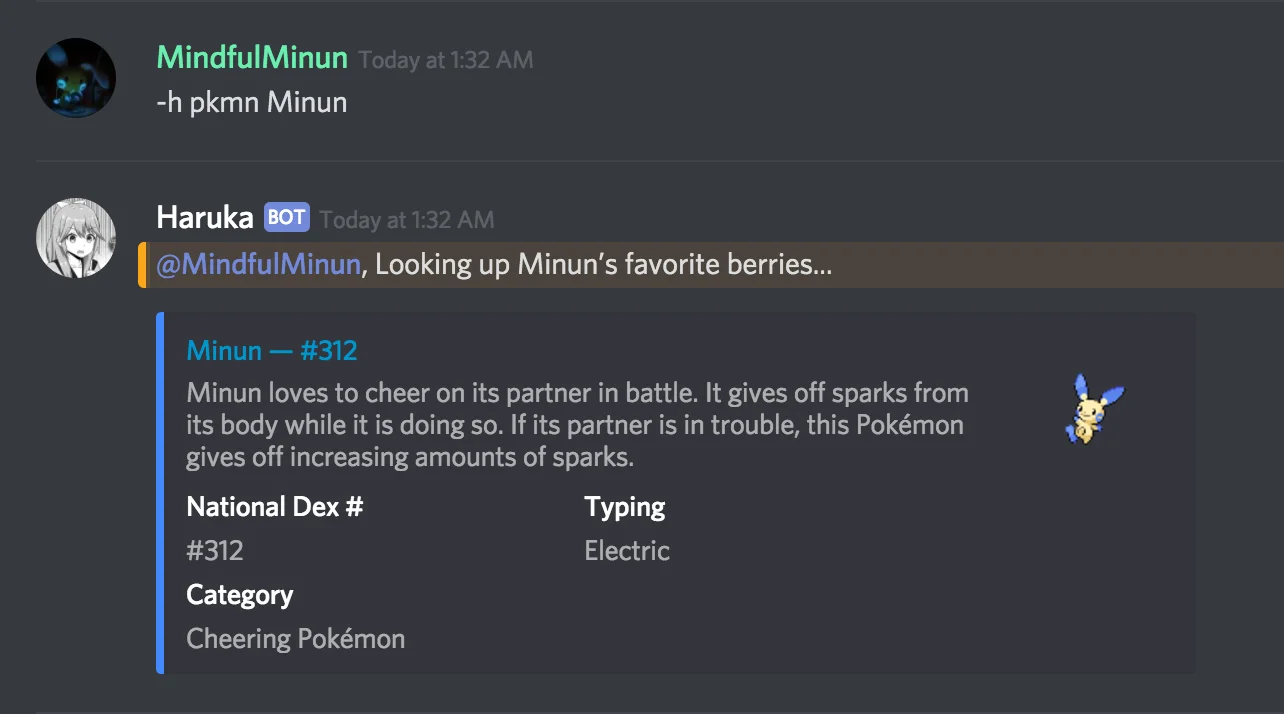 MindfulMinun Today at 1:32 AM
-h pkmn Minun
Haruka BOT Today at 1:32 AM
@MindfulMinun, Looking up Minun’s favorite berries...
Minun — #312
Minun loves to cheer on its partner in battle. It gives off sparks from
its body while it is doing so. If its partner is in trouble, this Pokémon
gives off increasing amounts of sparks.
National Dex # Typing
#312 Electric
Category
Cheering Pokémon